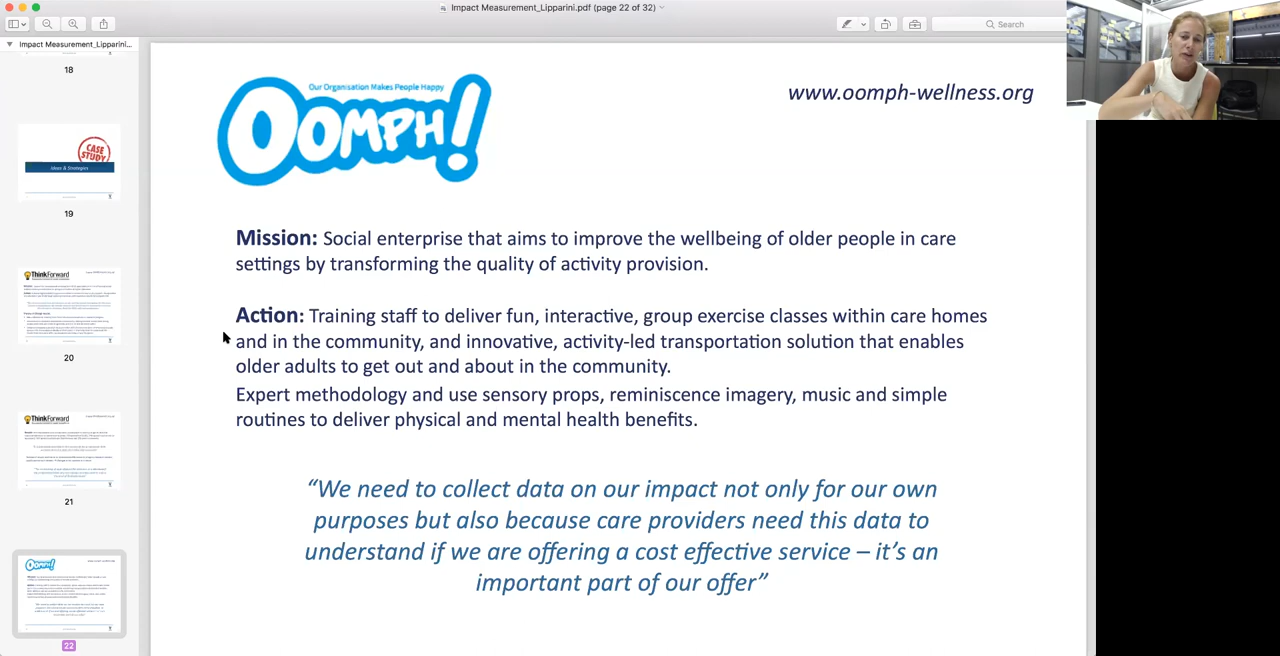 Impact Measurement_Lipparini.pdf (page 22 of 32)
Search
Impact Measurement_Lipparini...
18
CASE
STUDY
Ideas & Strategies
19
ThinkForward
20
ThinkForward
21
Oomph!
22
Our Organisation Makes People Happy
OOMPH!
www.oomph-wellness.org
Mission: Social enterprise that aims to improve the wellbeing of older people in care
settings by transforming the quality of activity provision.
Action: Training staff to deliver fun, interactive, group exercise classes within care homes
and in the community, and innovative, activity-led transportation solution that enables
older adults to get out and about in the community.
Expert methodology and use sensory props, reminiscence imagery, music and simple
routines to deliver physical and mental health benefits.
“We need to collect data on our impact not only for our own
purposes but also because care providers need this data to
understand if we are offering a cost effective service – it’s an
important part of our offer”